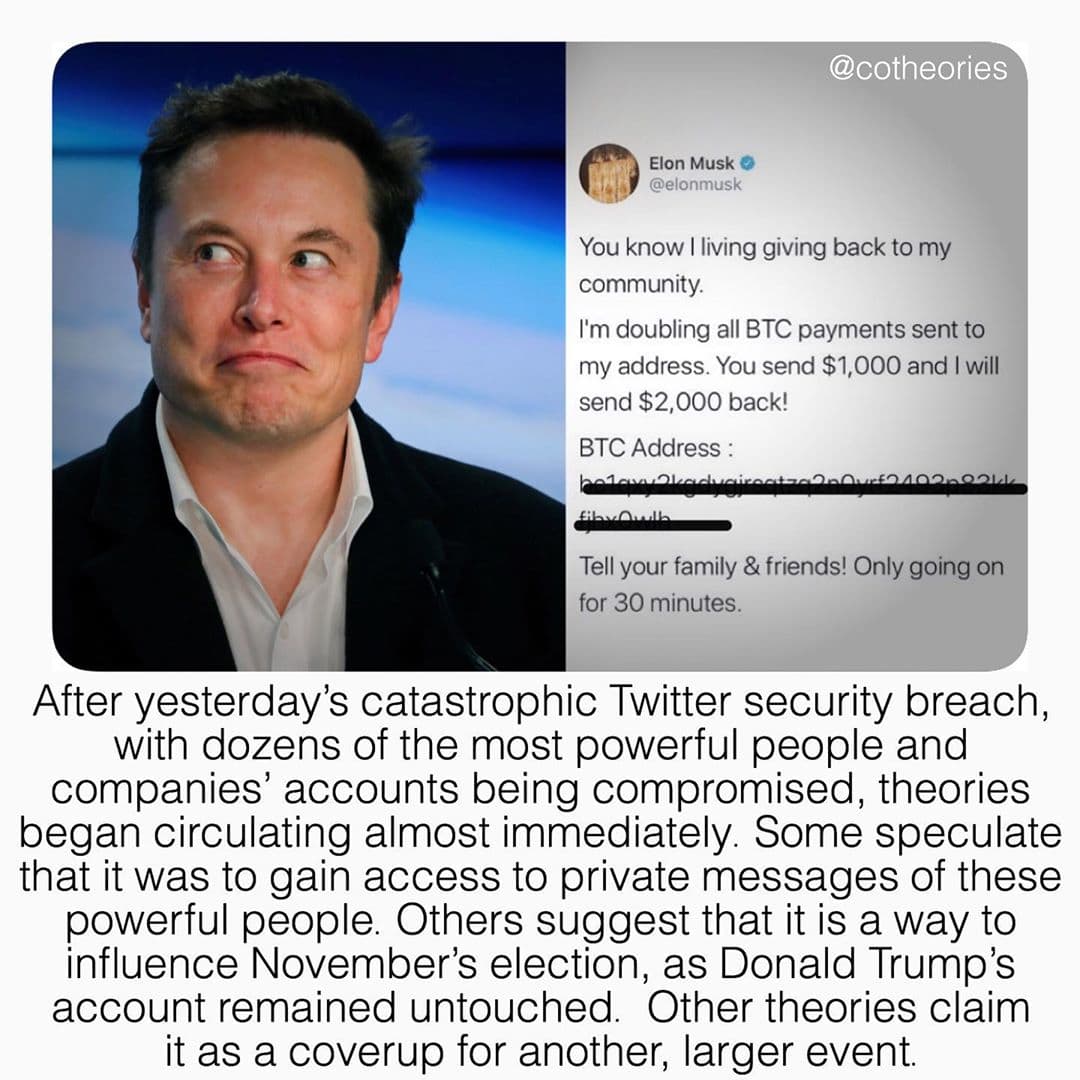 @cotheories
Elon Musk
@elonmusk
You know I living giving back to my
community.
I'm doubling all BTC payments sent to
my address. You send $1,000 and I will
send $2,000 back!
BTC Address :
Tell your family & friends! Only going on
for 30 minutes.
After yesterday’s catastrophic Twitter security breach,
with dozens of the most powerful people and
companies’ accounts being compromised, theories
began circulating almost immediately. Some speculate
that it was to gain access to private messages of these
powerful people. Others suggest that it is a way to
influence November’s election, as Donald Trump’s
account remained untouched.  Other theories claim
it as a coverup for another, larger event.